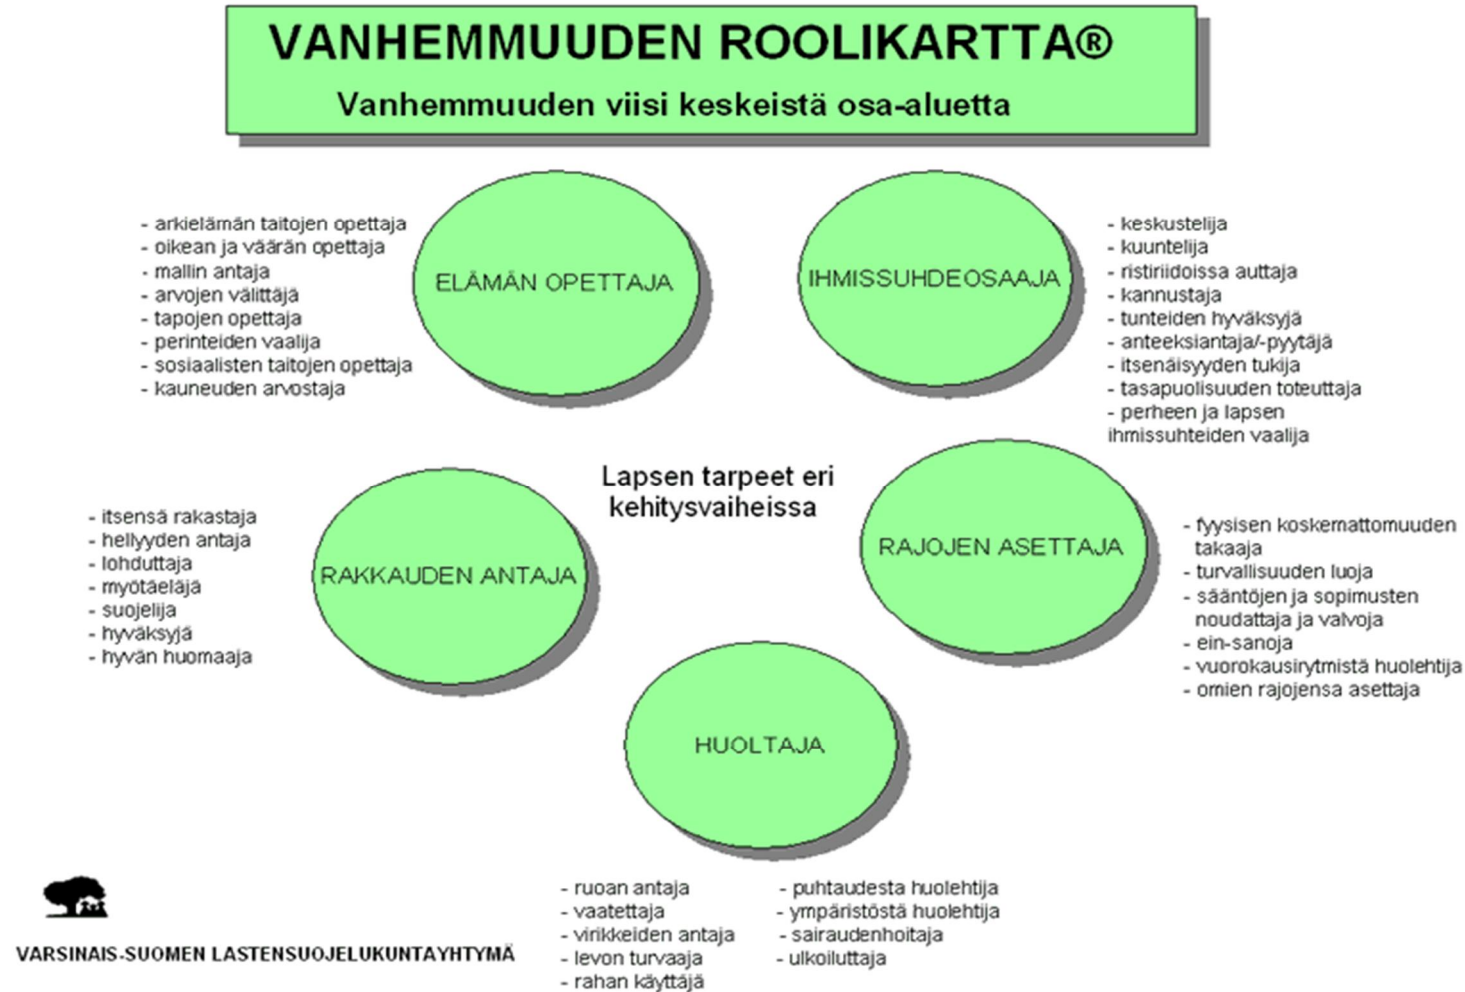 VANHEMMUUDEN ROOLIKARTTA®
Vanhemmuuden viisi keskeistä osa-aluetta
ELÄMÄN OPETTAJA
- arkielämän taitojen opettaja
- oikean ja väärän opettaja
- mallin antaja
- arvojen välittäjä
- tapojen opettaja
- perinteiden vaalija
- sosiaalisten taitojen opettaja
- kauneuden arvostaja
IHMISSUHDEOSAAJA
- keskustelija
- kuuntelija
- ristiriidoissa auttaja
- kannustaja
- tunteiden hyväksyjä
- anteeksiantaja/-pyytäjä
- itsenäisyyden tukija
- tasapuolisuuden toteuttaja
- perheen ja lapsen
ihmissuhteiden vaalija
Lapsen tarpeet eri
kehitysvaiheissa
RAKKAUDEN ANTAJA
- itsensä rakastaja
- hellyyden antaja
- lohduttaja
- myötäeläjä
- suojelija
- hyväksyjä
- hyvän huomaaja
RAJOJEN ASETTAJA
- fyysisen koskemattomuuden
takaaja
- turvallisuuden luoja
- sääntöjen ja sopimusten
noudattaja ja valvoja
- ein-sanoja
- vuorokausirytmistä huolehtija
- omien rajojensa asettaja
HUOLTAJA
- ruoan antaja
- vaatettaja
- virikkeiden antaja
- levon turvaaja
- rahan käyttäjä
- puhtaudesta huolehtija
- ympäristöstä huolehtija
- sairaudenhoitaja
- ulkoiluttaja
VARSINAIS-SUOMEN LASTENSUOJELUKUNTAYHTYMÄ